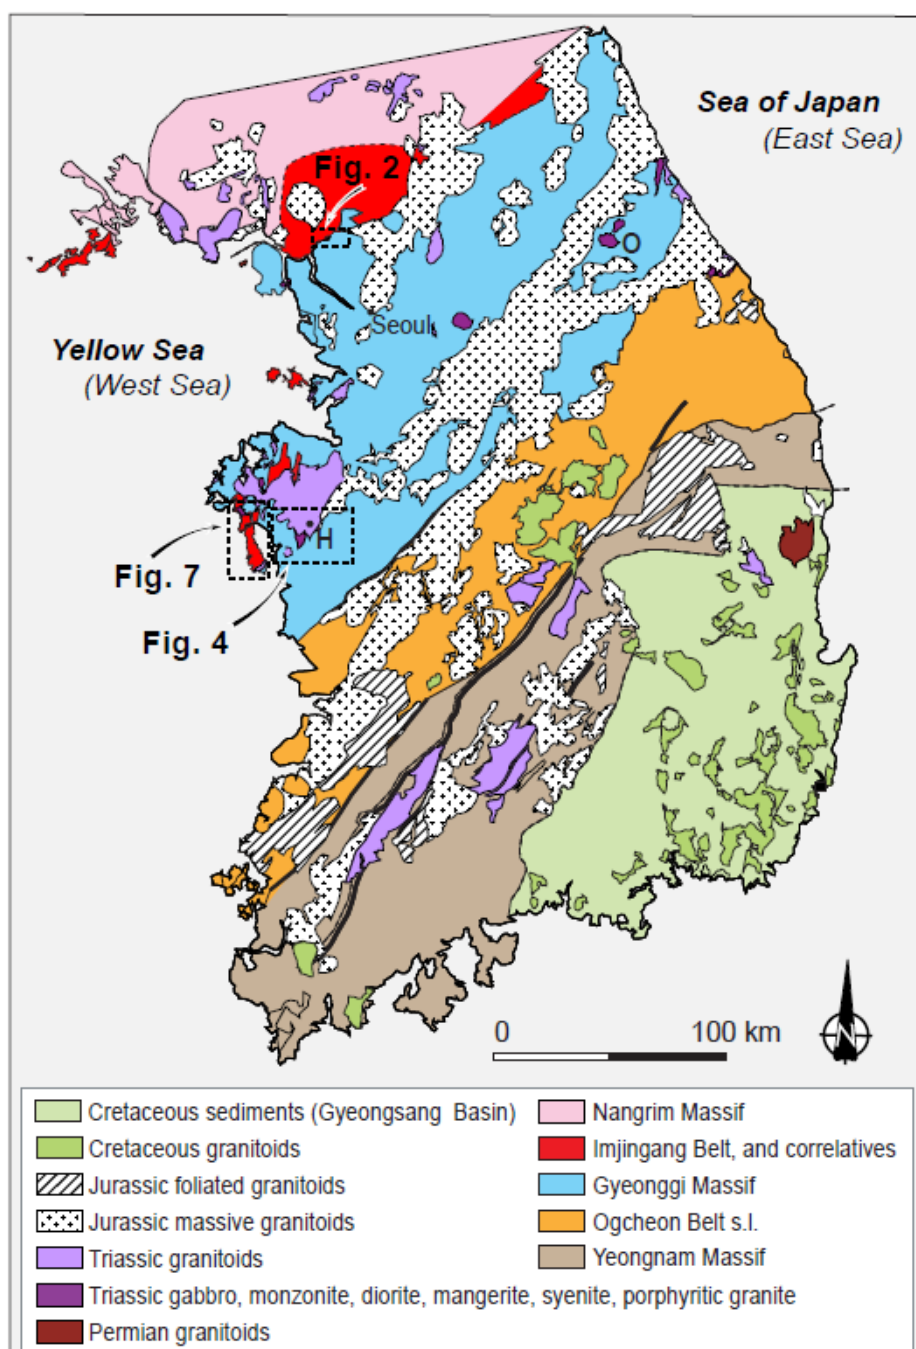 Sea of Japan
(East Sea)
Fig. 2
O
Seoul
Yellow Sea
(West Sea)
H
Fig. 7
Fig. 4
0 100 km
N
Cretaceous sediments (Gyeongsang Basin)
Cretaceous granitoids
Jurassic foliated granitoids
Jurassic massive granitoids
Triassic granitoids
Triassic gabbro, monzonite, diorite, mangerite, syenite, porphyritic granite
Permian granitoids
Nangrim Massif
Imjingang Belt, and correlatives
Gyeonggi Massif
Ogcheon Belt s.l.
Yeongnam Massif